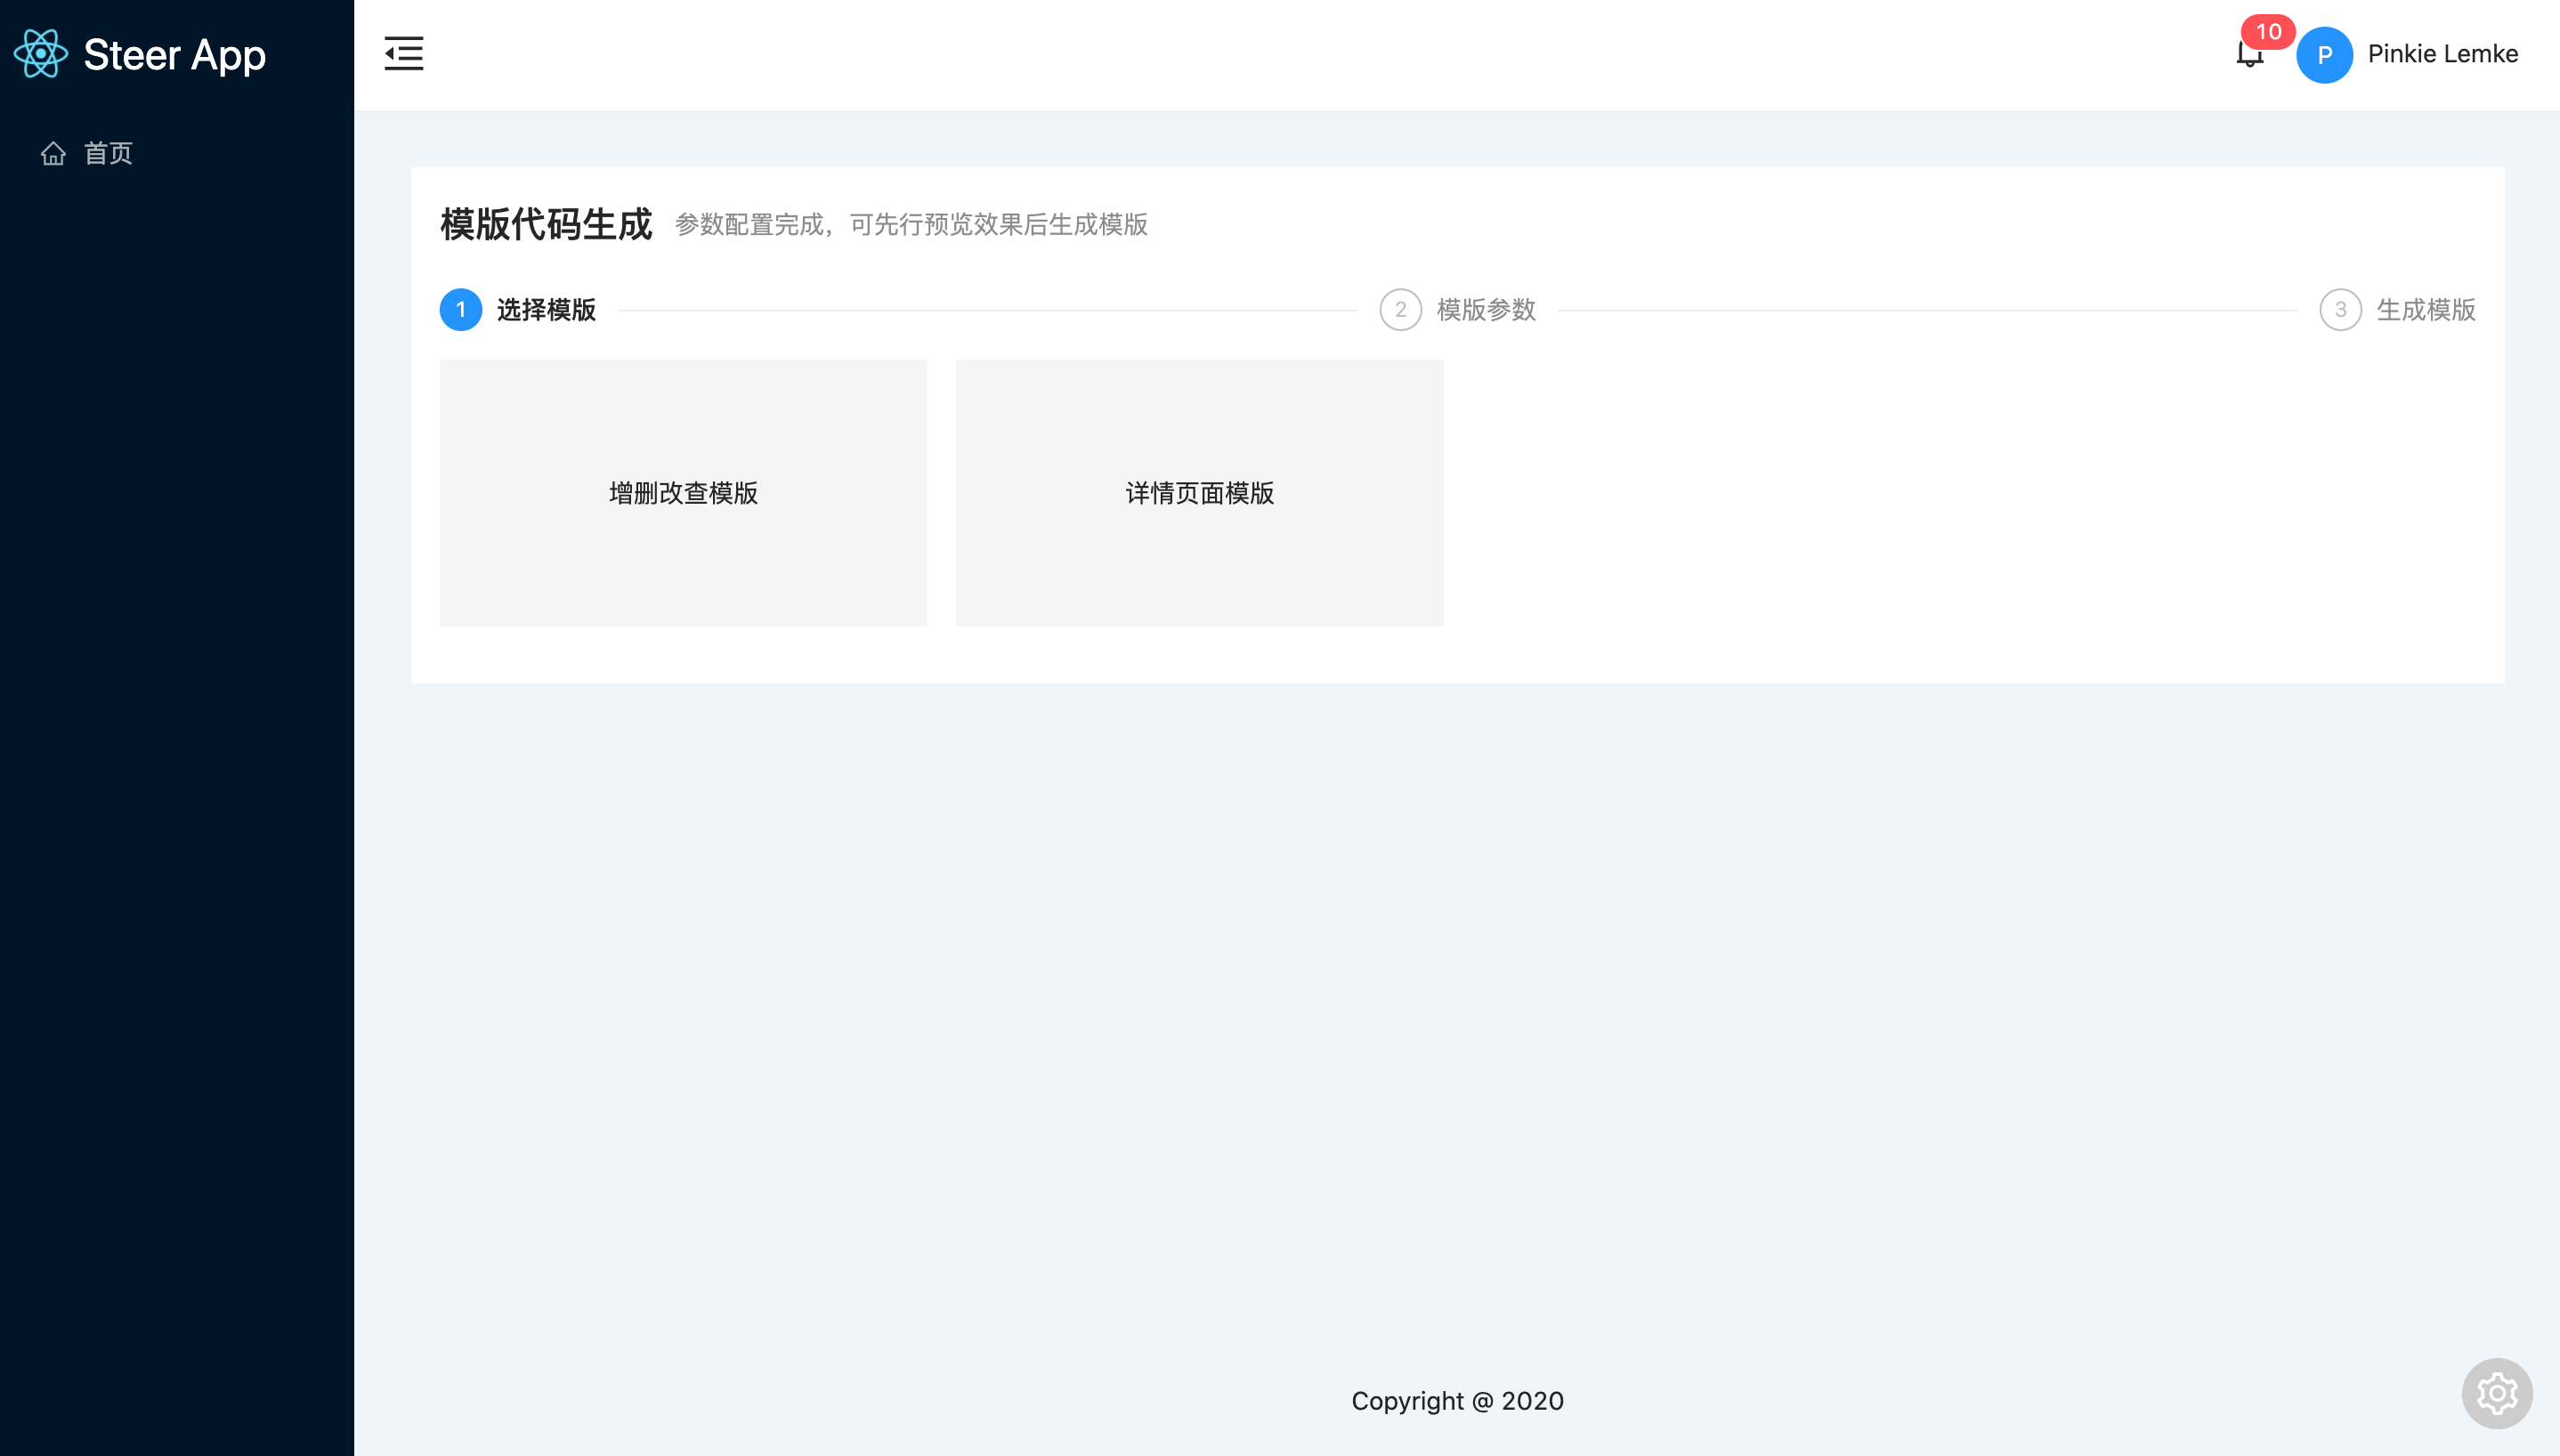 Steer App
10
P
Pinkie Lemke
首页
模版代码生成 参数配置完成，可先行预览效果后生成模版
1 选择模版
2 模版参数
3 生成模版
增删改查模版
详情页面模版
Copyright @ 2020